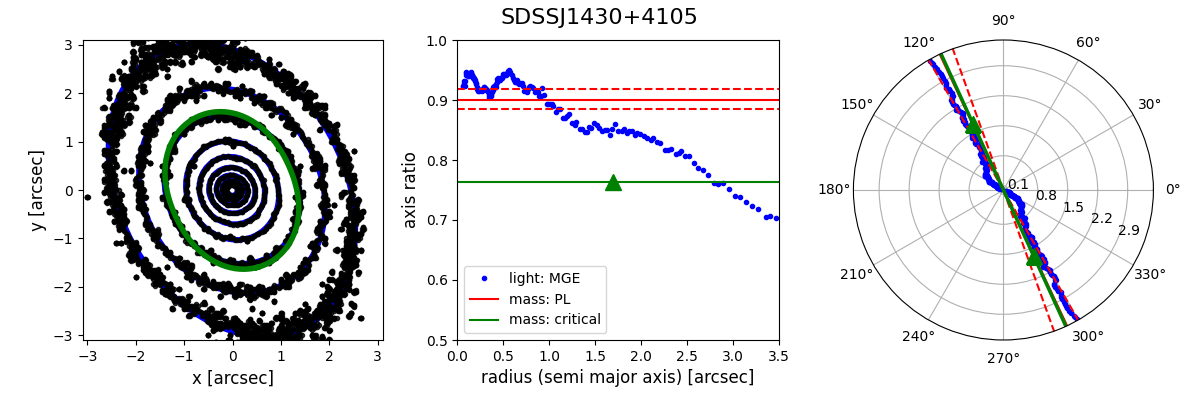 SDSSJ1430+4105
3
2
1
0
−1
−2
−3
−3 −2 −1 0 1 2 3
x [arcsec]
y [arcsec]
1.0
0.9
0.8
0.7
0.6
0.5
0.0 0.5 1.0 1.5 2.0 2.5 3.0 3.5
radius (semi major axis) [arcsec]
axis ratio
light: MGE
mass: PL
mass: critical
90°
120° 60°
150° 30°
180° 0°
210° 330°
240° 300°
270°
0.1
0.8
1.5
2.2
2.9